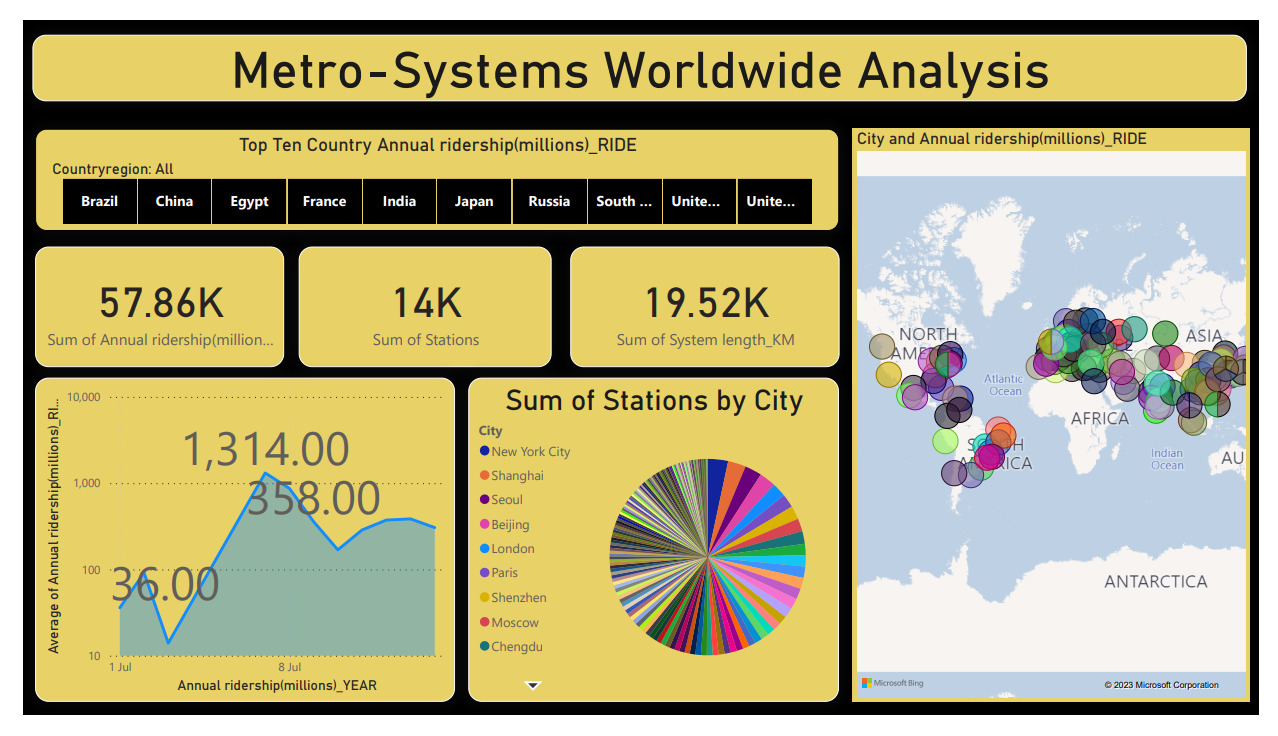 Metro-Systems Worldwide Analysis
Top Ten Country Annual ridership(millions)_RIDE
Countryregion: All
Brazil
China
Egypt
France
India
Japan
Russia
South ...
Unite...
Unite...
57.86K
Sum of Annual ridership(million...
14K
Sum of Stations
19.52K
Sum of System length_KM
Average of Annual ridership(millions)_RI...
10,000
1,000
100
10
1,314.00
358.00
36.00
1 Jul
8 Jul
Annual ridership(millions)_YEAR
Sum of Stations by City
City
New York City
Shanghai
Seoul
Beijing
London
Paris
Shenzhen
Moscow
Chengdu
City and Annual ridership(millions)_RIDE
NORTH
AMERICA
ASIA
Atlantic
Ocean
AFRICA
SOUTH
AMERICA
Indian
Ocean
AU
ANTARCTICA
Microsoft Bing
© 2023 Microsoft Corporation